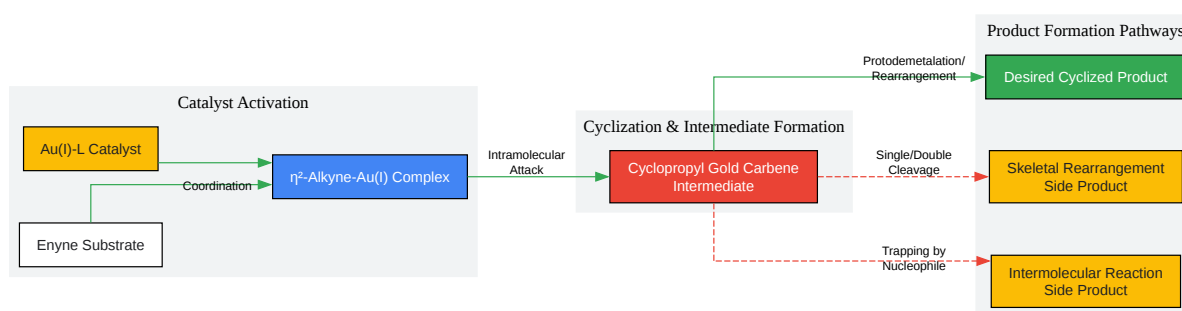 Catalyst Activation
Au(I)-L Catalyst
Coordination
Enyne Substrate
η²-Alkyne-Au(I) Complex
Intramolecular
Attack
Cyclization & Intermediate Formation
Cyclopropyl Gold Carbene
Intermediate
Product Formation Pathways
Protodemetalation/
Rearrangement
Desired Cyclized Product
Single/Double
Cleavage
Skeletal Rearrangement
Side Product
Trapping by
Nucleophile
Intermolecular Reaction
Side Product